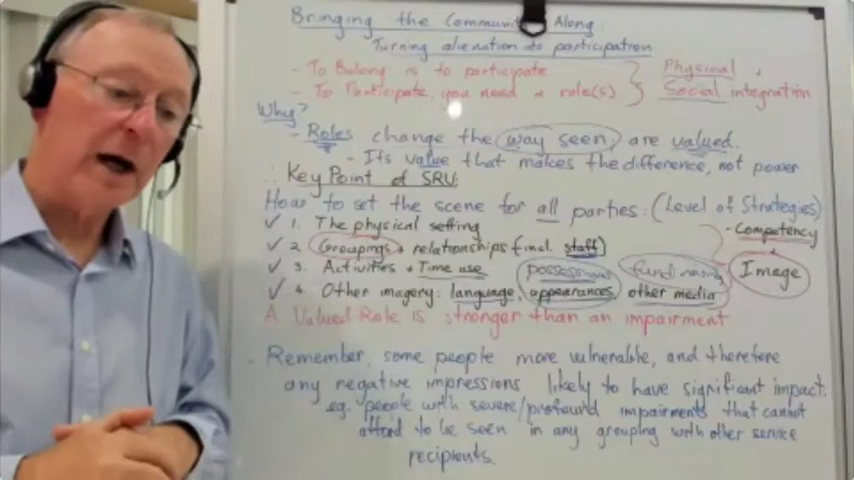 Bringing the Community Along.
Turning alienation into participation
- To Belong is to participate
- To Participate, you need a role(s).
Physical +
Social integration
Why?
- Roles change the way seen, are valued.
- Its value that makes the difference, not power.
∴ Key Point of SRV:
How to set the scene for all parties: (Level of Strategies)
✓ 1. The physical setting
✓ 2. Groupings + relationships (incl. staff)
✓ 3. Activities + Time use
✓ 4. Other imagery: language, appearances, other media
possessions
fund raising
- Competency
+
Image
A Valued Role is stronger than an impairment
- Remember, some people more vulnerable, and therefore
any negative impressions likely to have significant impact.
eg. people with severe/profound impairments that cannot
afford to be seen in any grouping with other service
recipients.